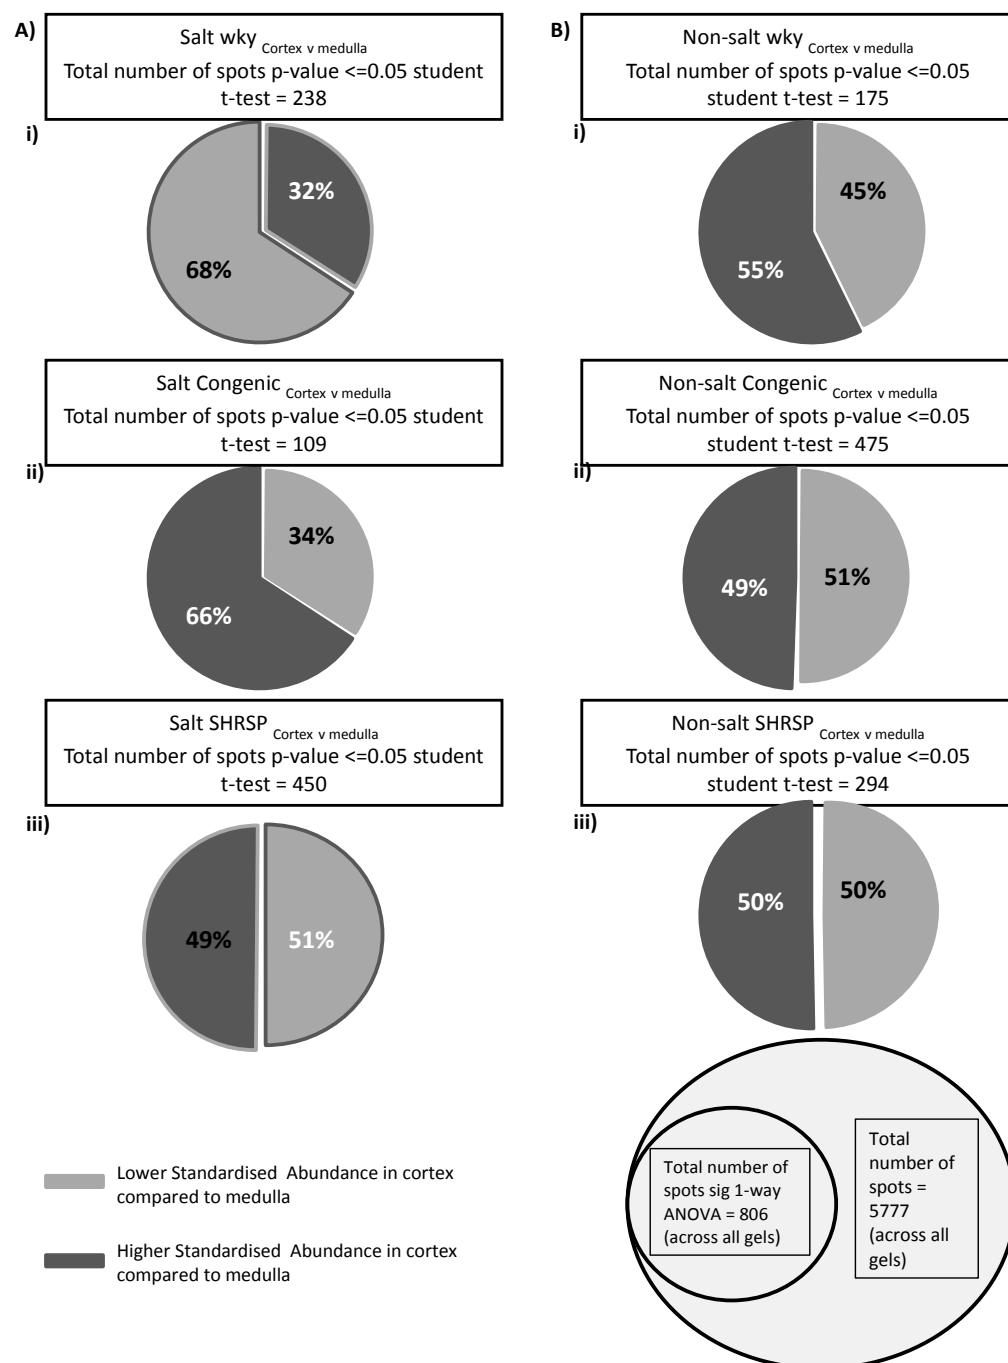 A)
Salt wky Cortex v medulla
Total number of spots p-value <=0.05 student
t-test = 238
i)
32%
68%
Salt Congenic Cortex v medulla
Total number of spots p-value <=0.05 student
t-test = 109
ii)
34%
66%
Salt SHRSP Cortex v medulla
Total number of spots p-value <=0.05 student
t-test = 450
iii)
49%
51%
Lower Standardised Abundance in cortex
compared to medulla
Higher Standardised Abundance in cortex
compared to medulla
B)
Non-salt wky Cortex v medulla
Total number of spots p-value <=0.05
student t-test = 175
i)
45%
55%
Non-salt Congenic Cortex v medulla
Total number of spots p-value <=0.05
student t-test = 475
ii)
49%
51%
Non-salt SHRSP Cortex v medulla
Total number of spots p-value <=0.05
student t-test = 294
iii)
50%
50%
Total number of
spots sig 1-way
ANOVA = 806
(across all gels)
Total
number of
spots =
5777
(across all
gels)